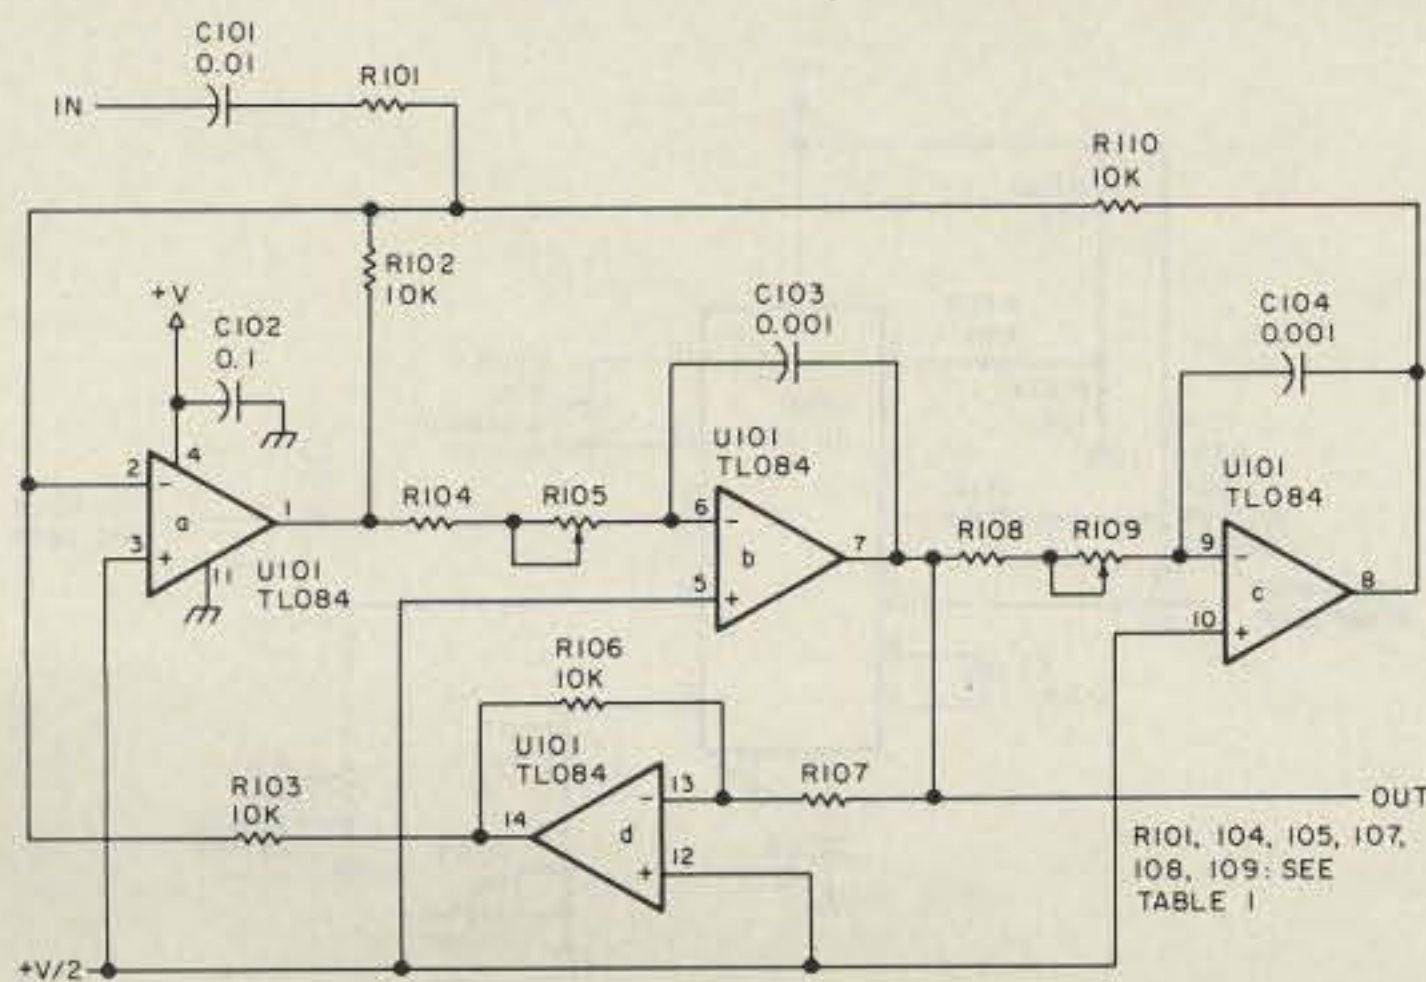 C101
0.01
R101
IN
R110
10K
R102
10K
+V
C102
0.1
C103
0.001
C104
0.001
4
2
-
a
1
3
+
11
U101
TL084
R104
R105
U101
TL084
6
-
b
7
5
+
R108
R109
U101
TL084
9
-
c
8
10
+
R106
10K
U101
TL084
R103
10K
14
d
13
-
12
+
R107
OUT
R101, 104, 105, 107,
108, 109: SEE
TABLE 1
+V/2